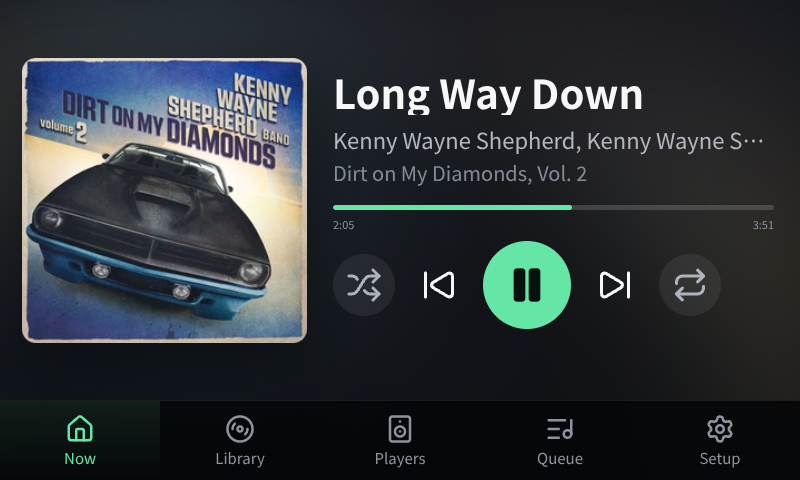 KENNY
WAYNE
SHEPHERD BAND
DIRT ON MY DIAMONDS
volume 2
Long Way Down
Kenny Wayne Shepherd, Kenny Wayne S···
Dirt on My Diamonds, Vol. 2
2:05 3:51
Now Library Players Queue Setup